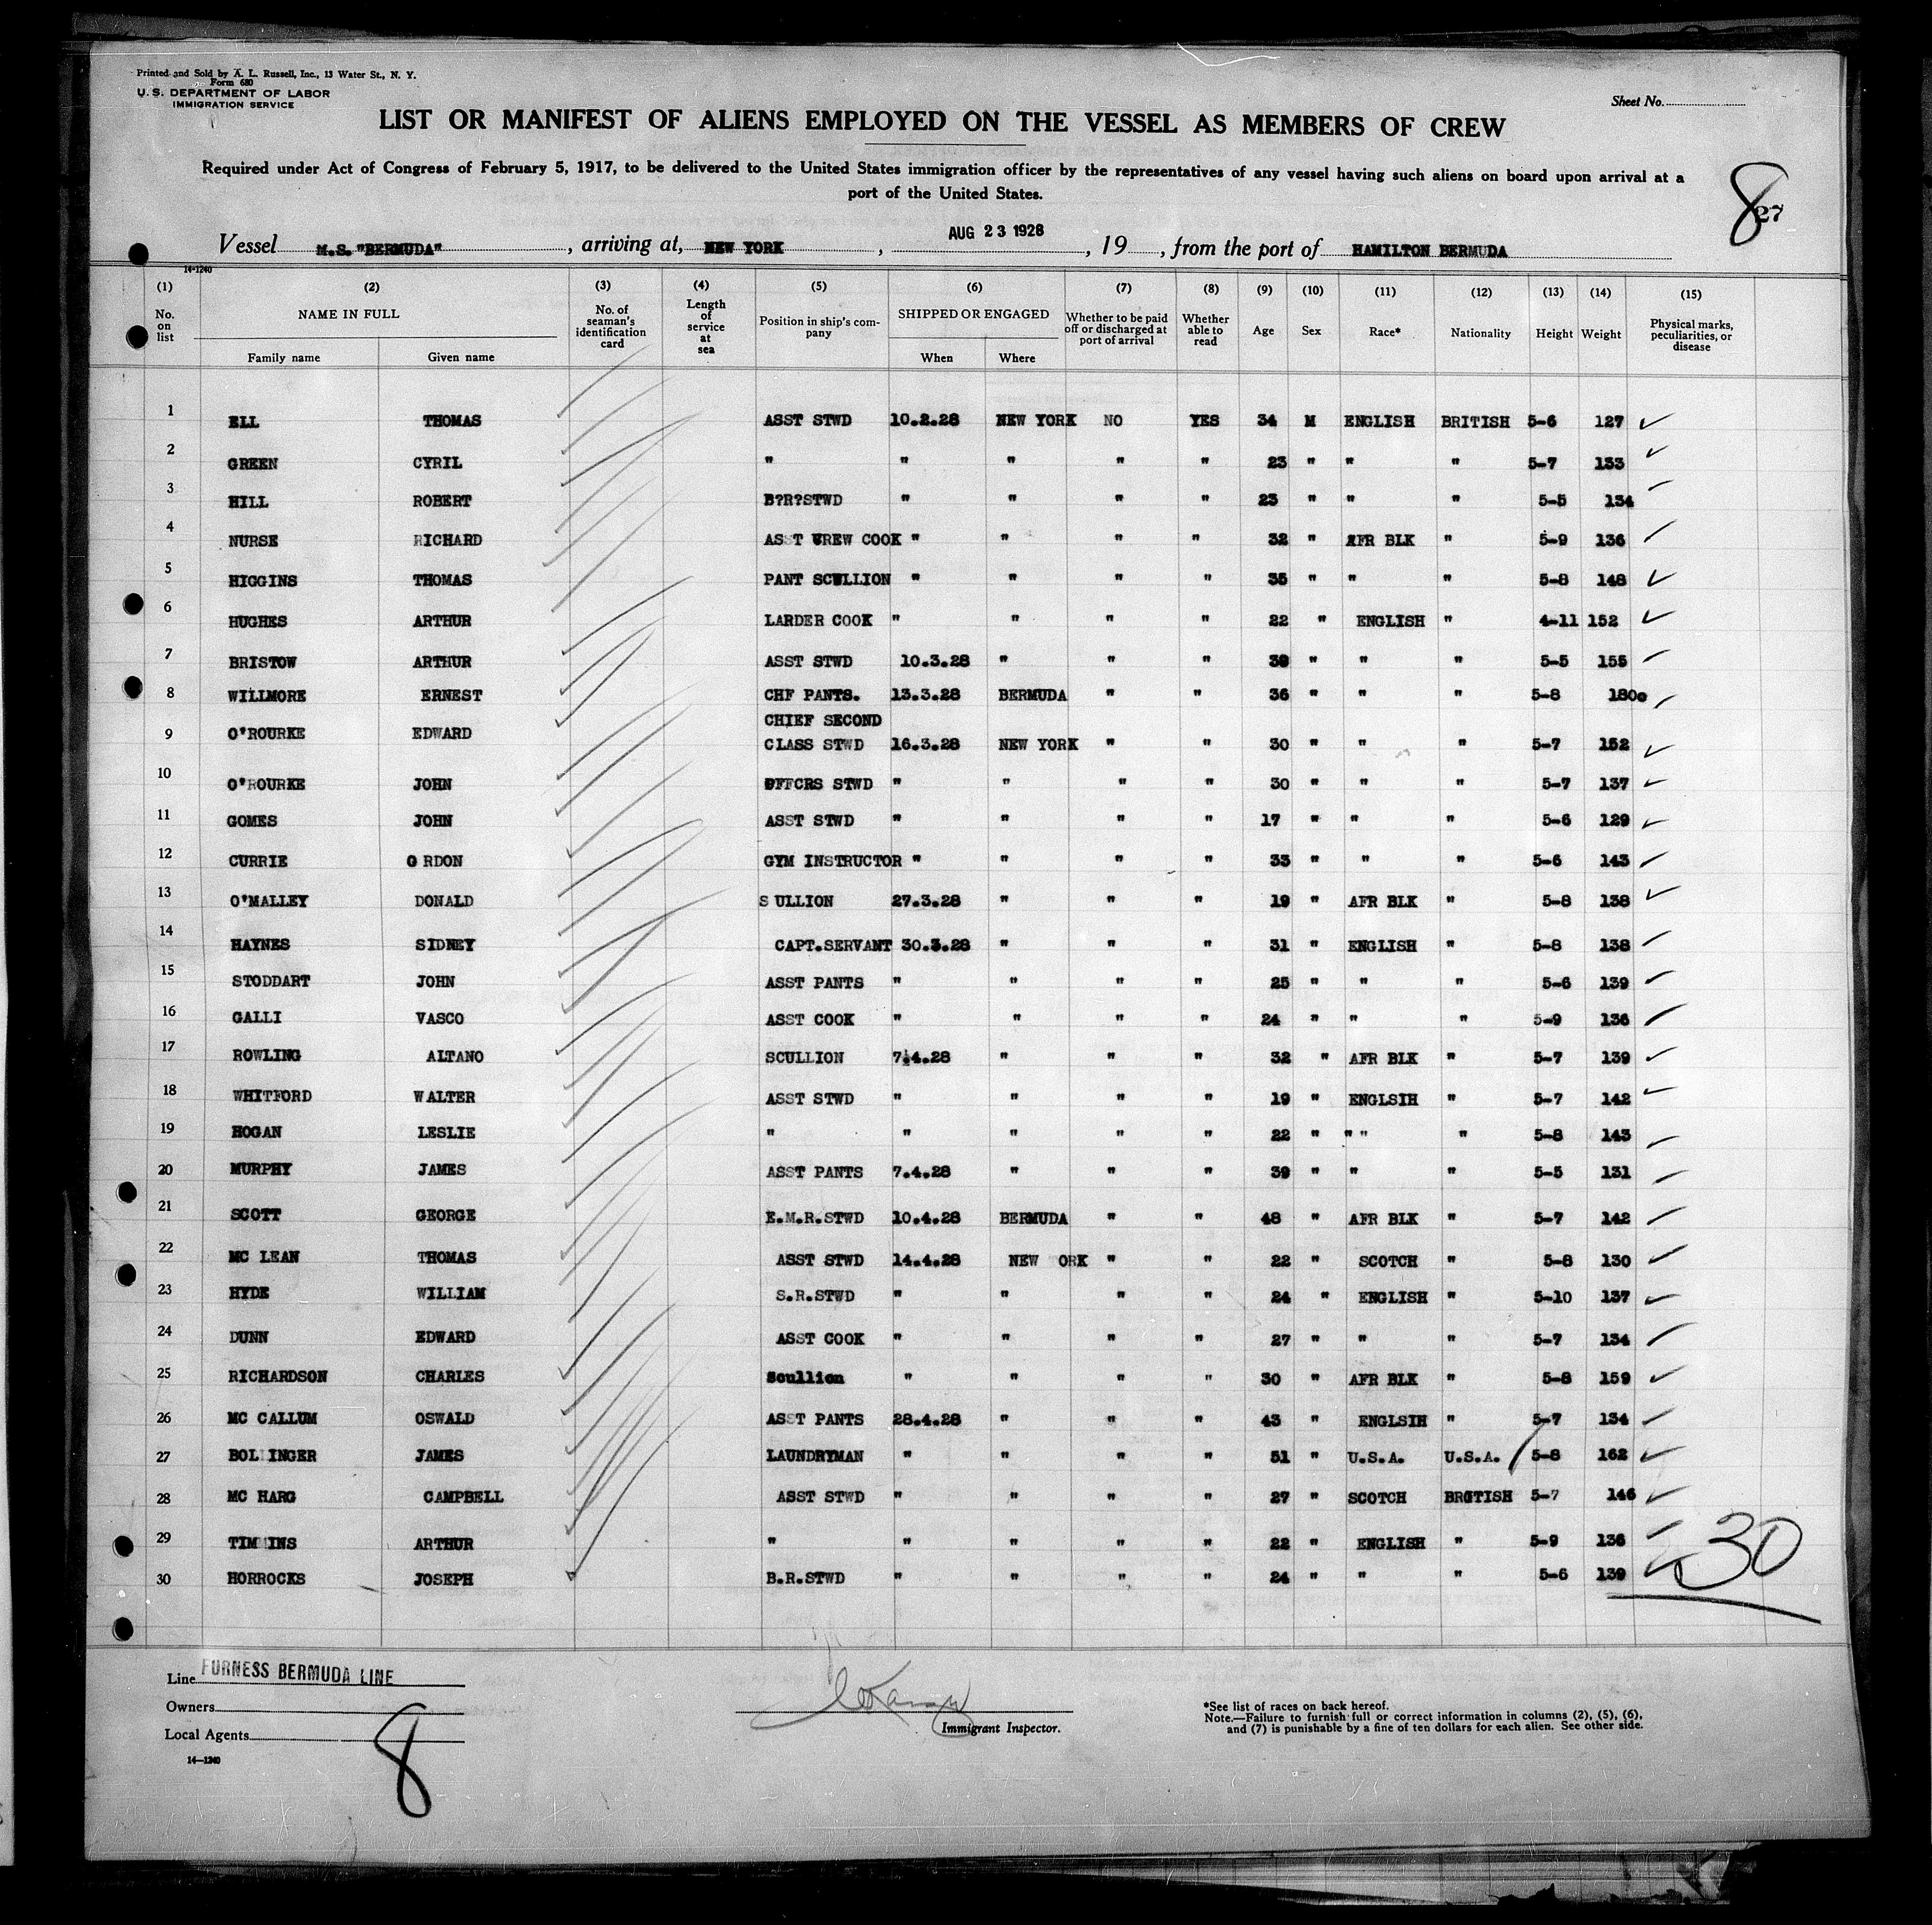 Printed and Sold by A. L. Russell, Inc., 13 Water St., N. Y.
Form 680
U. S. DEPARTMENT OF LABOR
IMMIGRATION SERVICE
Sheet No.
LIST OR MANIFEST OF ALIENS EMPLOYED ON THE VESSEL AS MEMBERS OF CREW
Required under Act of Congress of February 5, 1917, to be delivered to the United States immigration officer by the representatives of any vessel having such aliens on board upon arrival at a
port of the United States.
8 27
Vessel M.S. "BERMUDA", arriving at, NEW YORK, AUG 23 1928, 19, from the port of HAMILTON BERMUDA
14-1240
(1) (2) (3) (4) (5) (6) (7) (8) (9) (10) (11) (12) (13) (14) (15)
No. on list NAME IN FULL Family name Given name No. of seaman's identification card Length of service at sea Position in ship's company SHIPPED OR ENGAGED When Where Whether to be paid off or discharged at port of arrival Whether able to read Age Sex Race* Nationality Height Weight Physical marks, peculiarities, or disease
1 ELL THOMAS ASST STWD 10.2.28 NEW YORK NO YES 34 M ENGLISH BRITISH 5-6 127
2 GREEN CYRIL " " " " " 23 " " " 5-7 133
3 HILL ROBERT B?R?STWD " " " " 23 " " " 5-5 134
4 NURSE RICHARD ASST CREW COOK " " " " 32 " AFR BLK " 5-9 136
5 HIGGINS THOMAS PANT SCULLION " " " " 35 " " " 5-8 148
6 HUGHES ARTHUR LARDER COOK " " " " 22 " ENGLISH " 4-11 152
7 BRISTOW ARTHUR ASST STWD 10.3.28 " " " " " " 5-5 155
8 WILLMORE ERNEST CHF PANTS. 13.3.28 BERMUDA " " 36 " " " 5-8 180
9 O'ROURKE EDWARD CHIEF SECOND
CLASS STWD 16.3.28 NEW YORK " " 30 " " " 5-7 152
10 O'ROURKE JOHN OFFCRS STWD " " " " 30 " " " 5-7 137
11 GOMES JOHN ASST STWD " " " " 17 " " " 5-6 129
12 CURRIE G RDON GYM INSTRUCTOR " " " " 33 " " " 5-6 143
13 O'MALLEY DONALD S ULLION 27.3.28 " " " 19 " AFR BLK " 5-8 138
14 HAYNES SIDNEY CAPT.SERVANT 30.3.28 " " " 31 " ENGLISH " 5-8 138
15 STODDART JOHN ASST PANTS " " " " 25 " " " 5-6 139
16 GALLI VASCO ASST COOK " " " " 24 " " " 5-9 136
17 ROWLING ALTANO SCULLION 7.4.28 " " " 32 " AFR BLK " 5-7 139
18 WHITFORD WALTER ASST STWD " " " " 19 " ENGLSIH " 5-7 142
19 HOGAN LESLIE " " " " " 22 " " " " 5-8 143
20 MURPHY JAMES ASST PANTS 7.4.28 " " " 39 " " " 5-5 131
21 SCOTT GEORGE E.M.R.STWD 10.4.28 BERMUDA " " 48 " AFR BLK " 5-7 142
22 MC LEAN THOMAS ASST STWD 14.4.28 NEW ORK " " 22 " SCOTCH " 5-8 130
23 HYDE WILLIAM S.R.STWD " " " " 24 " ENGLISH " 5-10 137
24 DUNN EDWARD ASST COOK " " " " 27 " " " 5-7 134
25 RICHARDSON CHARLES Scullion " " " " 30 " AFR BLK " 5-8 159
26 MC CALLUM OSWALD ASST PANTS 28.4.28 " " " 43 " ENGLSIH " 5-7 134
27 BOLLINGER JAMES LAUNDRYMAN " " " " 51 " U.S.A. U.S.A. 5-8 162
28 MC HARG CAMPBELL ASST STWD " " " " 27 " SCOTCH BRITISH 5-7 146
29 TIMMINS ARTHUR " " " " " 22 " ENGLISH " 5-9 136
30 HORROCKS JOSEPH B.R.STWD " " " " 24 " " " 5-6 139
30
Line FURNESS BERMUDA LINE
Owners
Local Agents
8
14-1240
Immigrant Inspector.
*See list of races on back hereof.
Note.—Failure to furnish full or correct information in columns (2), (5), (6),
and (7) is punishable by a fine of ten dollars for each alien. See other side.